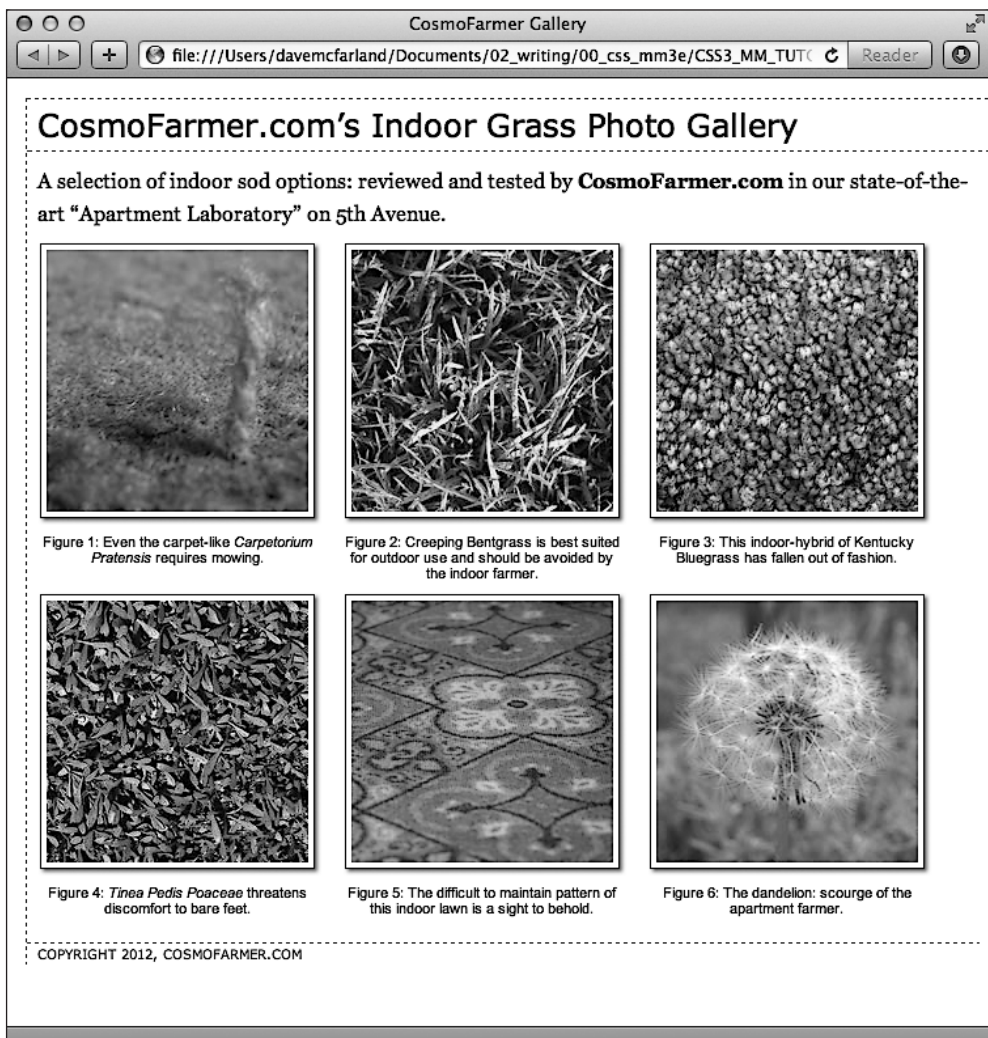 CosmoFarmer Gallery
file:///Users/davemcfarland/Documents/02_writing/00_css_mm3e/CSS3_MM_TUTO
Reader
CosmoFarmer.com’s Indoor Grass Photo Gallery
A selection of indoor sod options: reviewed and tested by CosmoFarmer.com in our state-of-the-
art “Apartment Laboratory” on 5th Avenue.
Figure 1: Even the carpet-like Carpetorium
Pratensis requires mowing.
Figure 2: Creeping Bentgrass is best suited
for outdoor use and should be avoided by
the indoor farmer.
Figure 3: This indoor-hybrid of Kentucky
Bluegrass has fallen out of fashion.
Figure 4: Tinea Pedis Poaceae threatens
discomfort to bare feet.
Figure 5: The difficult to maintain pattern of
this indoor lawn is a sight to behold.
Figure 6: The dandelion: scourge of the
apartment farmer.
COPYRIGHT 2012, COSMOFARMER.COM